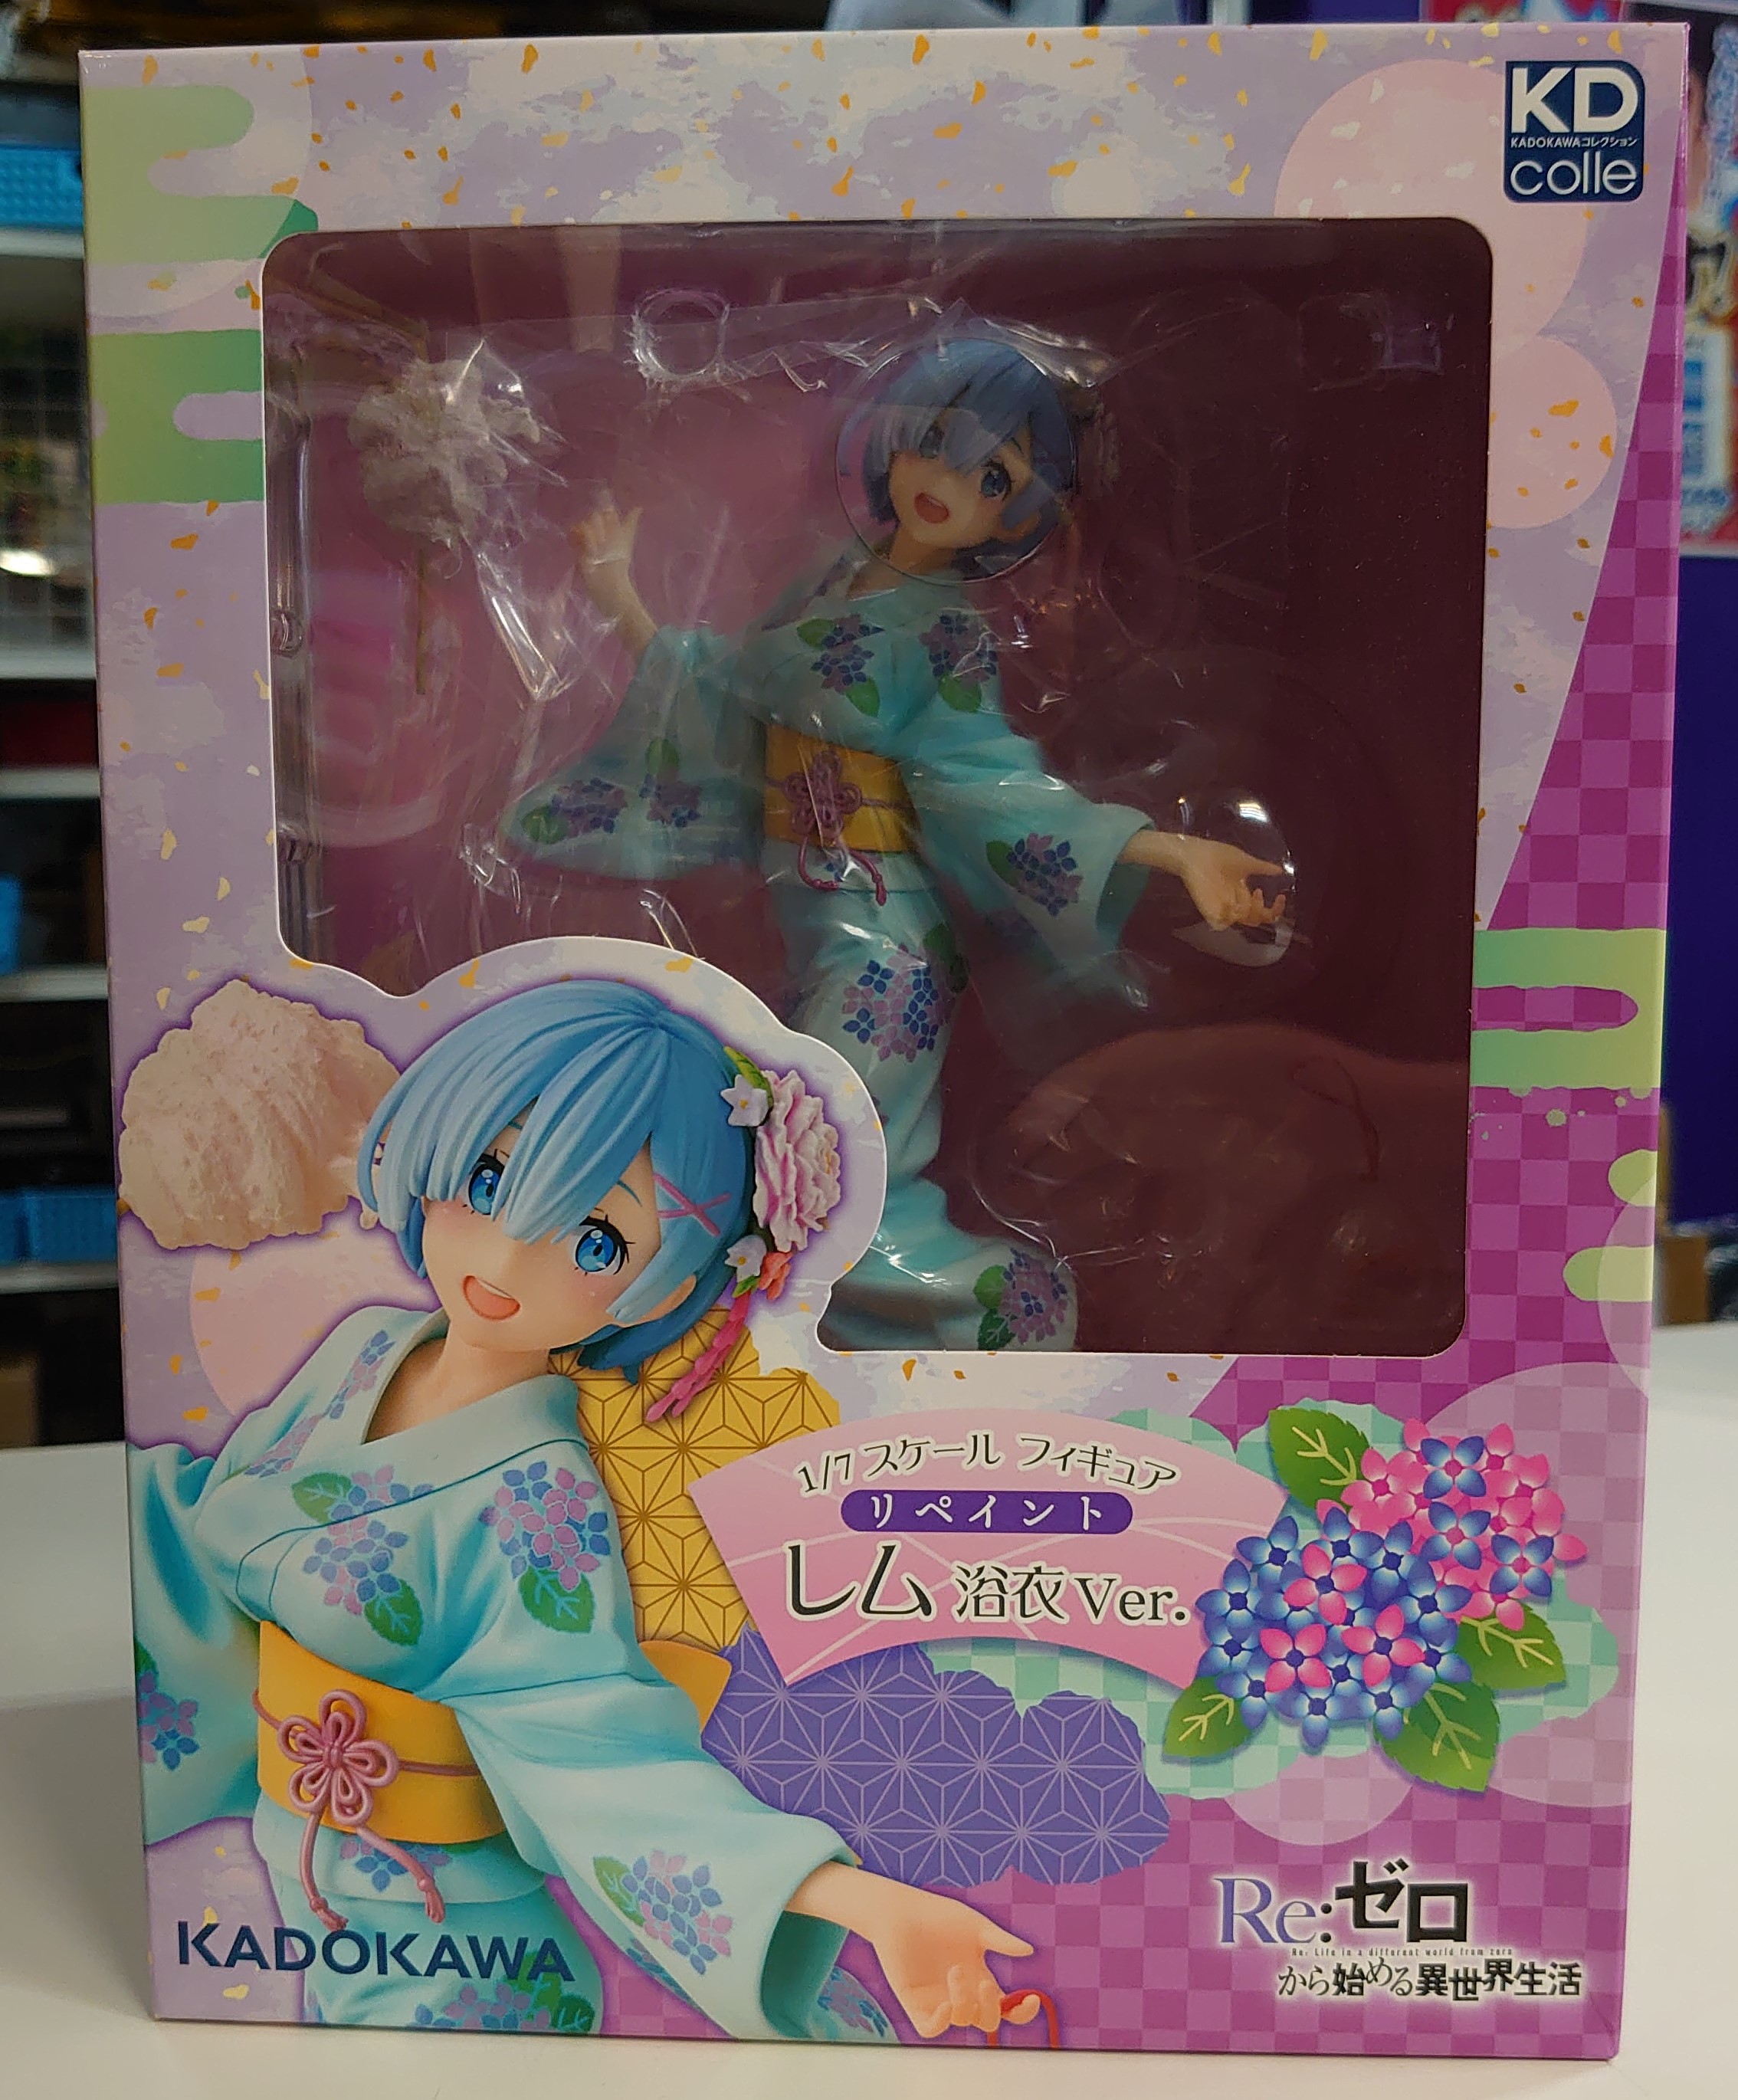 KD
KADOKAWAコレクション
colle
1/7スケール フィギュア
リペイント
レム 浴衣Ver.
KADOKAWA
Re:ゼロ
Re: Life in a different world from zero
から始める異世界生活